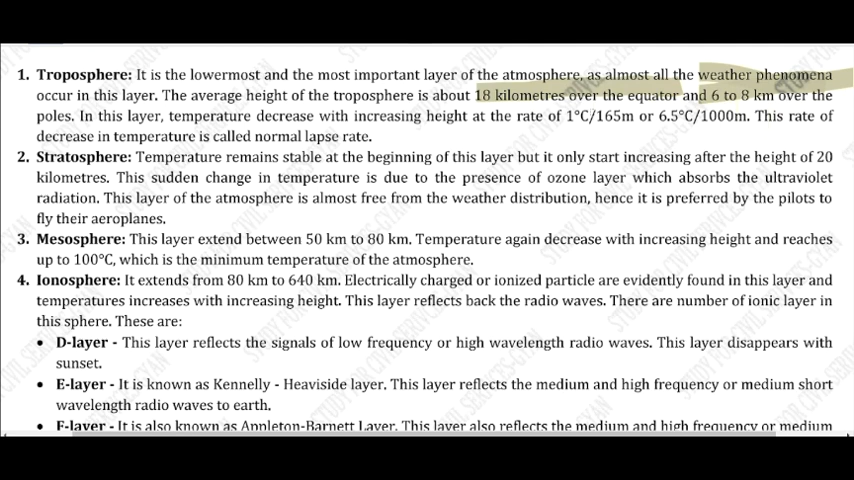 1. Troposphere: It is the lowermost and the most important layer of the atmosphere, as almost all the weather phenomena
occur in this layer. The average height of the troposphere is about 18 kilometres over the equator and 6 to 8 km over the
poles. In this layer, temperature decrease with increasing height at the rate of 1°C/165m or 6.5°C/1000m. This rate of
decrease in temperature is called normal lapse rate.
2. Stratosphere: Temperature remains stable at the beginning of this layer but it only start increasing after the height of 20
kilometres. This sudden change in temperature is due to the presence of ozone layer which absorbs the ultraviolet
radiation. This layer of the atmosphere is almost free from the weather distribution, hence it is preferred by the pilots to
fly their aeroplanes.
3. Mesosphere: This layer extend between 50 km to 80 km. Temperature again decrease with increasing height and reaches
up to 100°C, which is the minimum temperature of the atmosphere.
4. Ionosphere: It extends from 80 km to 640 km. Electrically charged or ionized particle are evidently found in this layer and
temperatures increases with increasing height. This layer reflects back the radio waves. There are number of ionic layer in
this sphere. These are:
• D-layer - This layer reflects the signals of low frequency or high wavelength radio waves. This layer disappears with
sunset.
• E-layer - It is known as Kennelly - Heaviside layer. This layer reflects the medium and high frequency or medium short
wavelength radio waves to earth.
• F-layer - It is also known as Appleton-Barnett Layer. This layer also reflects the medium and high frequency or medium